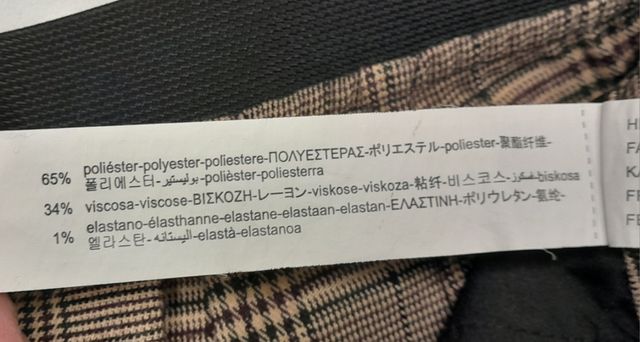 65% poliéster-polyester-poliestere-ΠΟΛΥΕΣΤΕΡΑΣ-ポリエステル-poliester-聚酯纤维-
폴리에스터-بوليستير-polièster-poliesterra
34% viscosa-viscose-ΒΙΣΚΟΖΗ-レーヨン-viskose-viskoza-粘纤-비스코스-فسكوز-biskosa
1% elastano-élasthanne-elastane-elastaan-elastan-ΕΛΑΣΤΙΝΗ-ポリウレタン-氨纶-
엘라스탄-اليستانه-elastà-elastanoa